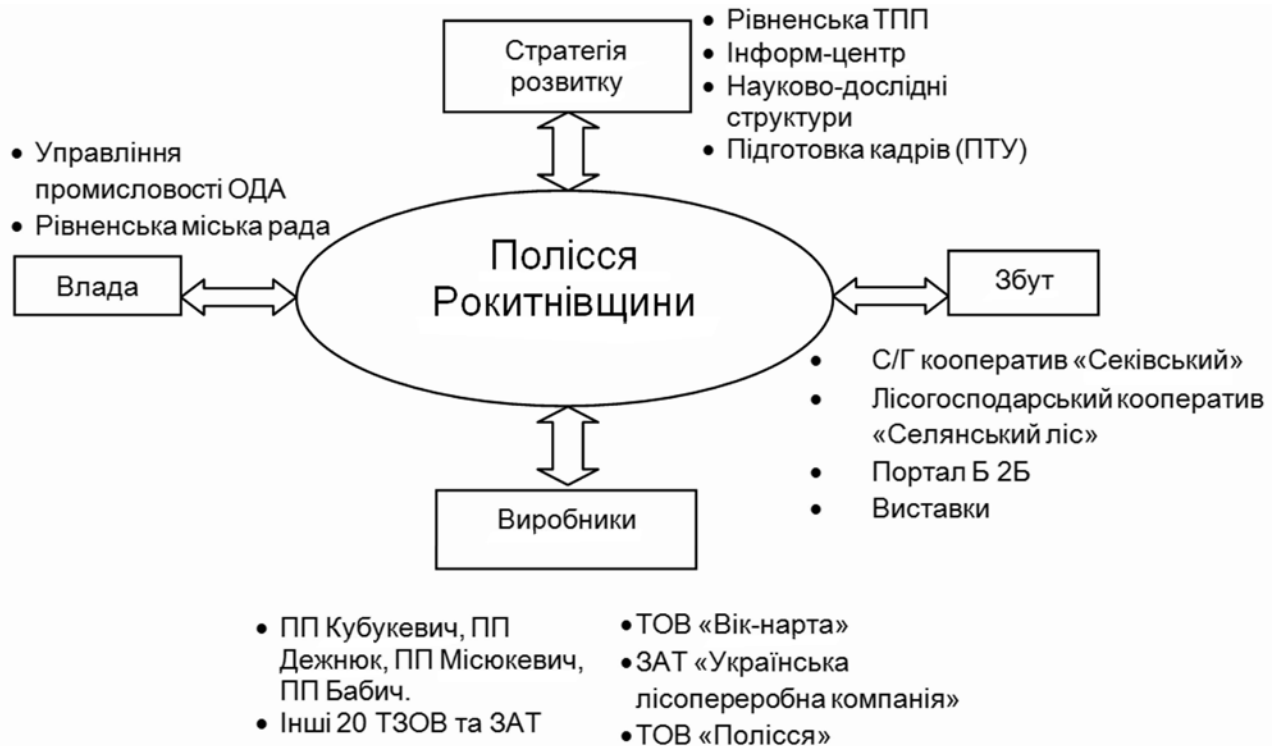 Стратегія
розвитку
• Рівненська ТПП
• Інформ-центр
• Науково-дослідні
структури
• Підготовка кадрів (ПТУ)
• Управління
промисловості ОДА
• Рівненська міська рада
Влада
Полісся
Рокитнівщини
Збут
• С/Г кооператив «Секівський»
• Лісогосподарський кооператив
«Селянський ліс»
• Портал Б 2Б
• Виставки
Виробники
• ПП Кубукевич, ПП
Дежнюк, ПП Місюкевич,
ПП Бабич.
• Інші 20 ТЗОВ та ЗАТ
• ТОВ «Вік-нарта»
• ЗАТ «Українська
лісопереробна компанія»
• ТОВ «Полісся»